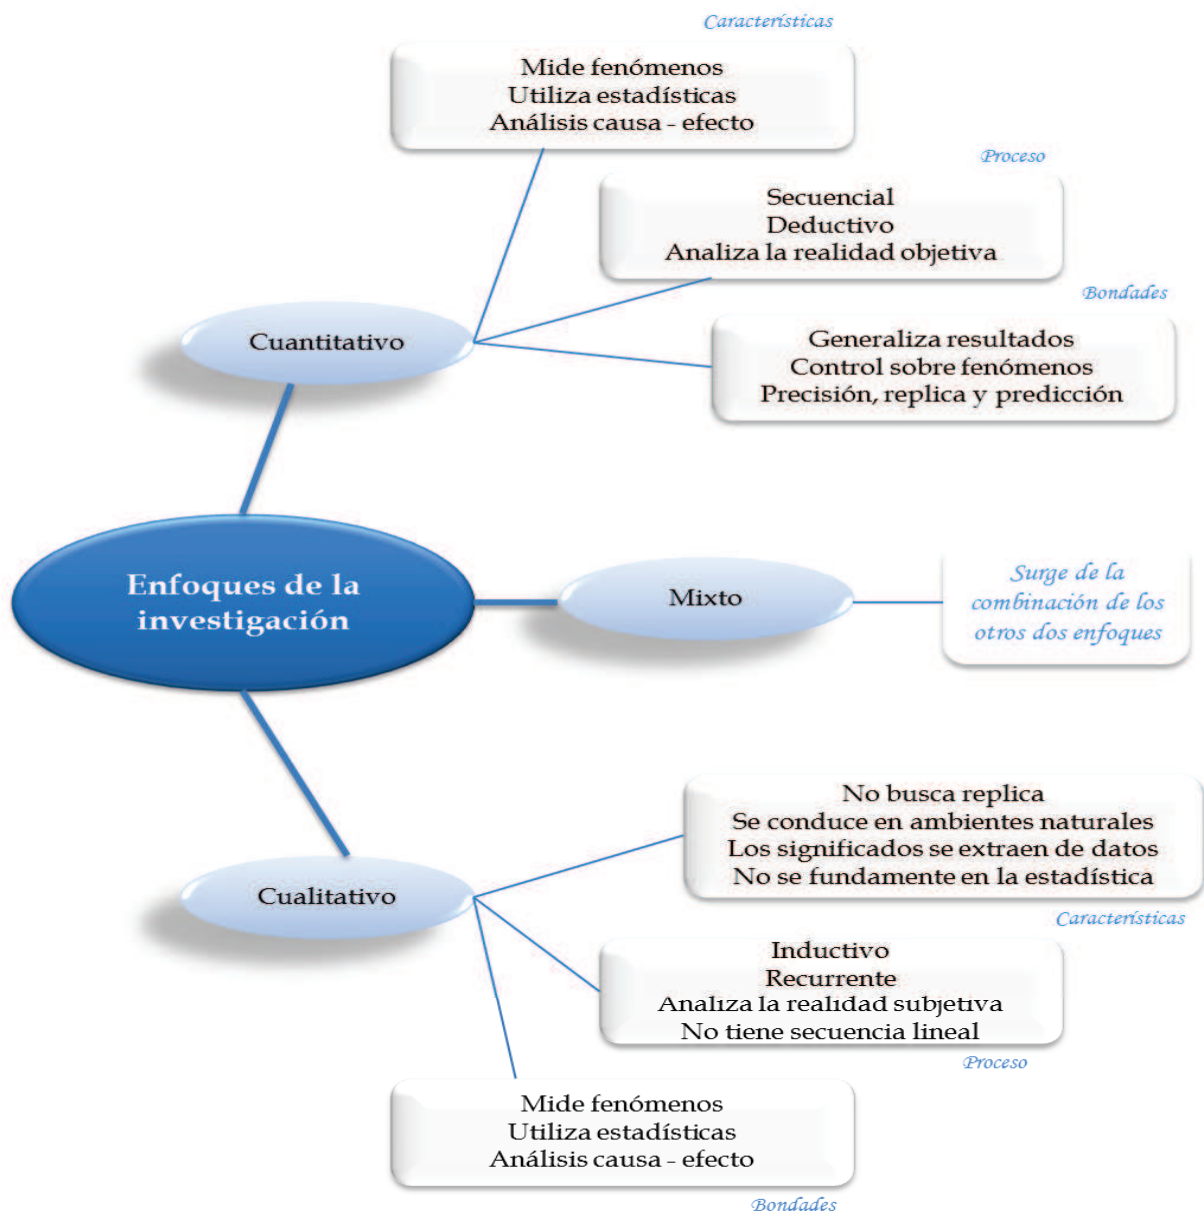 Características
Mide fenómenos
Utiliza estadísticas
Análisis causa - efecto
Proceso
Secuencial
Deductivo
Analiza la realidad objetiva
Bondades
Generaliza resultados
Control sobre fenómenos
Precisión, replica y predicción
Cuantitativo
Enfoques de la
investigación
Mixto
Surge de la
combinación de los
otros dos enfoques
Cualitativo
No busca replica
Se conduce en ambientes naturales
Los significados se extraen de datos
No se fundamente en la estadística
Características
Inductivo
Recurrente
Analiza la realidad subjetiva
No tiene secuencia lineal
Proceso
Mide fenómenos
Utiliza estadísticas
Análisis causa - efecto
Bondades